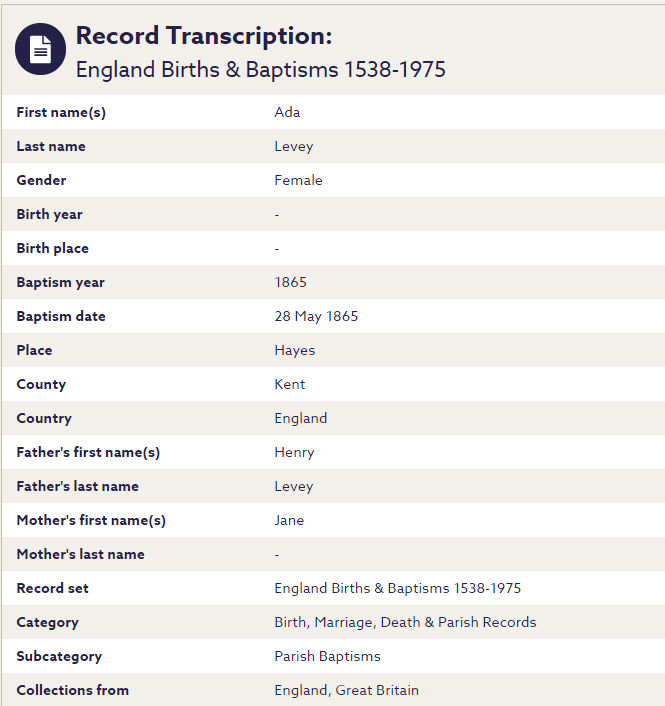 Record Transcription:
England Births & Baptisms 1538-1975
First name(s) Ada
Last name Levey
Gender Female
Birth year -
Birth place -
Baptism year 1865
Baptism date 28 May 1865
Place Hayes
County Kent
Country England
Father's first name(s) Henry
Father's last name Levey
Mother's first name(s) Jane
Mother's last name -
Record set England Births & Baptisms 1538-1975
Category Birth, Marriage, Death & Parish Records
Subcategory Parish Baptisms
Collections from England, Great Britain